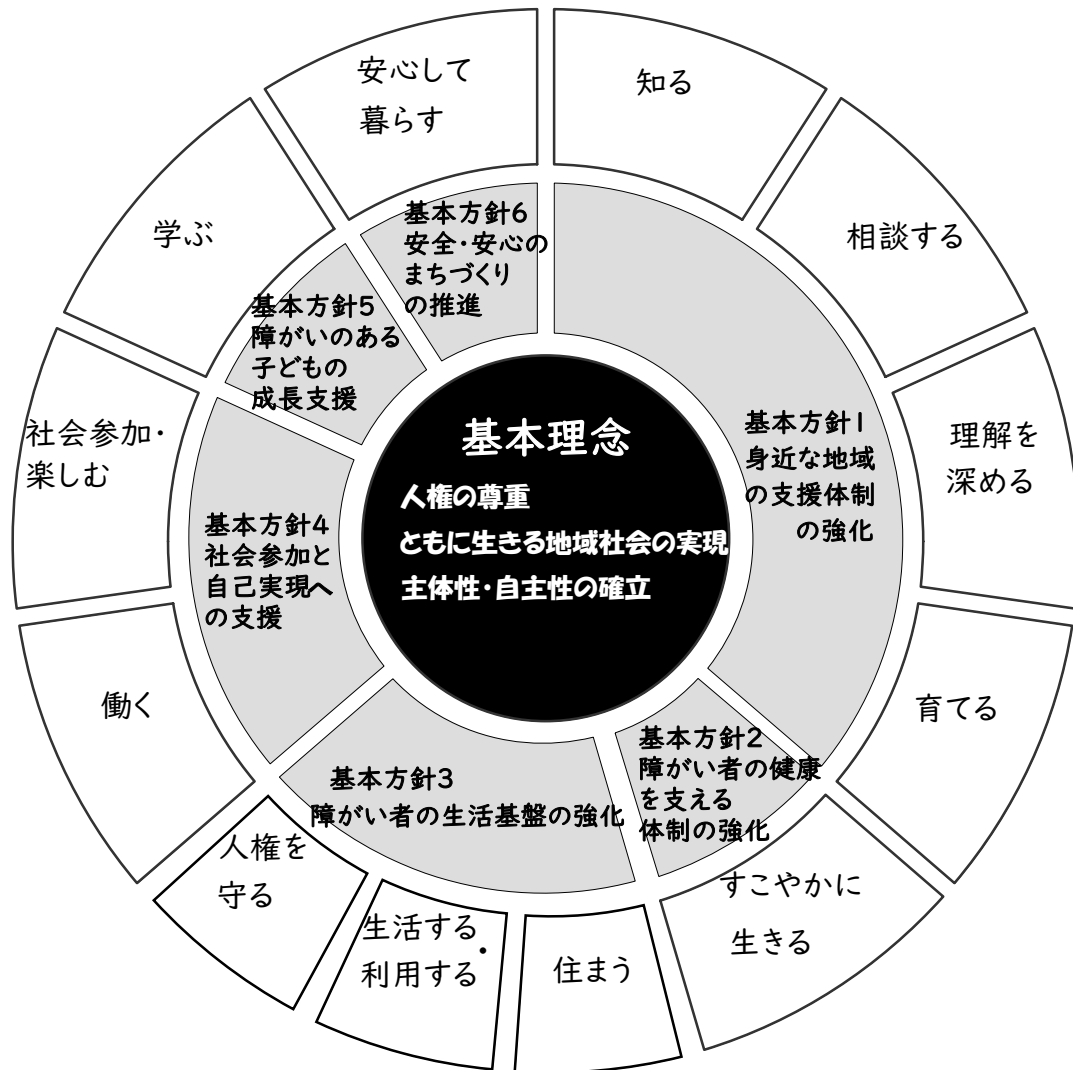 基本理念
人権の尊重
ともに生きる地域社会の実現
主体性・自主性の確立
基本方針1
身近な地域
の支援体制
の強化
基本方針2
障がい者の健康
を支える
体制の強化
基本方針3
障がい者の生活基盤の強化
基本方針4
社会参加と
自己実現へ
の支援
基本方針5
障がいのある
子どもの
成長支援
基本方針6
安全・安心の
まちづくり
の推進
知る
相談する
理解を
深める
育てる
すこやかに
生きる
住まう
生活する・
利用する
人権を
守る
働く
社会参加・
楽しむ
学ぶ
安心して
暮らす